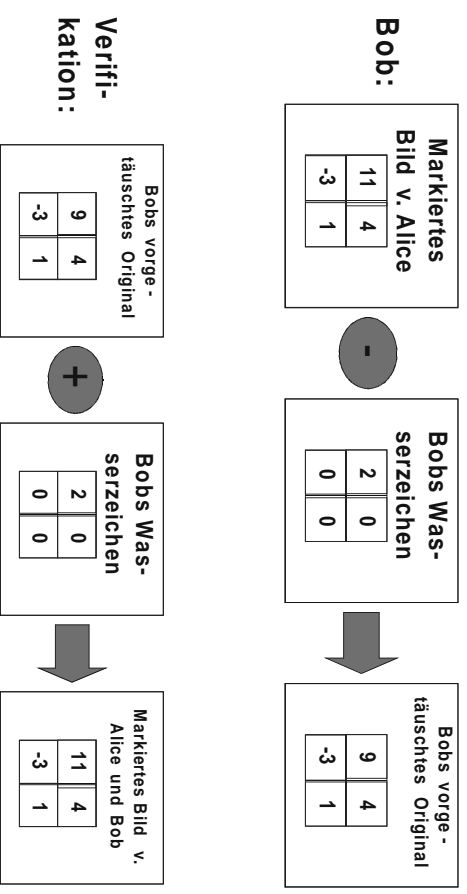 Bob:
Markiertes
Bild v. Alice
11 4
-3 1
-
Bobs Was-
serzeichen
2 0
0 0
Bobs vorge-
täuschtes Original
9 4
-3 1
Verifi-
kation:
Bobs vorge-
täuschtes Original
9 4
-3 1
+
Bobs Was-
serzeichen
2 0
0 0
Markiertes Bild v.
Alice und Bob
11 4
-3 1